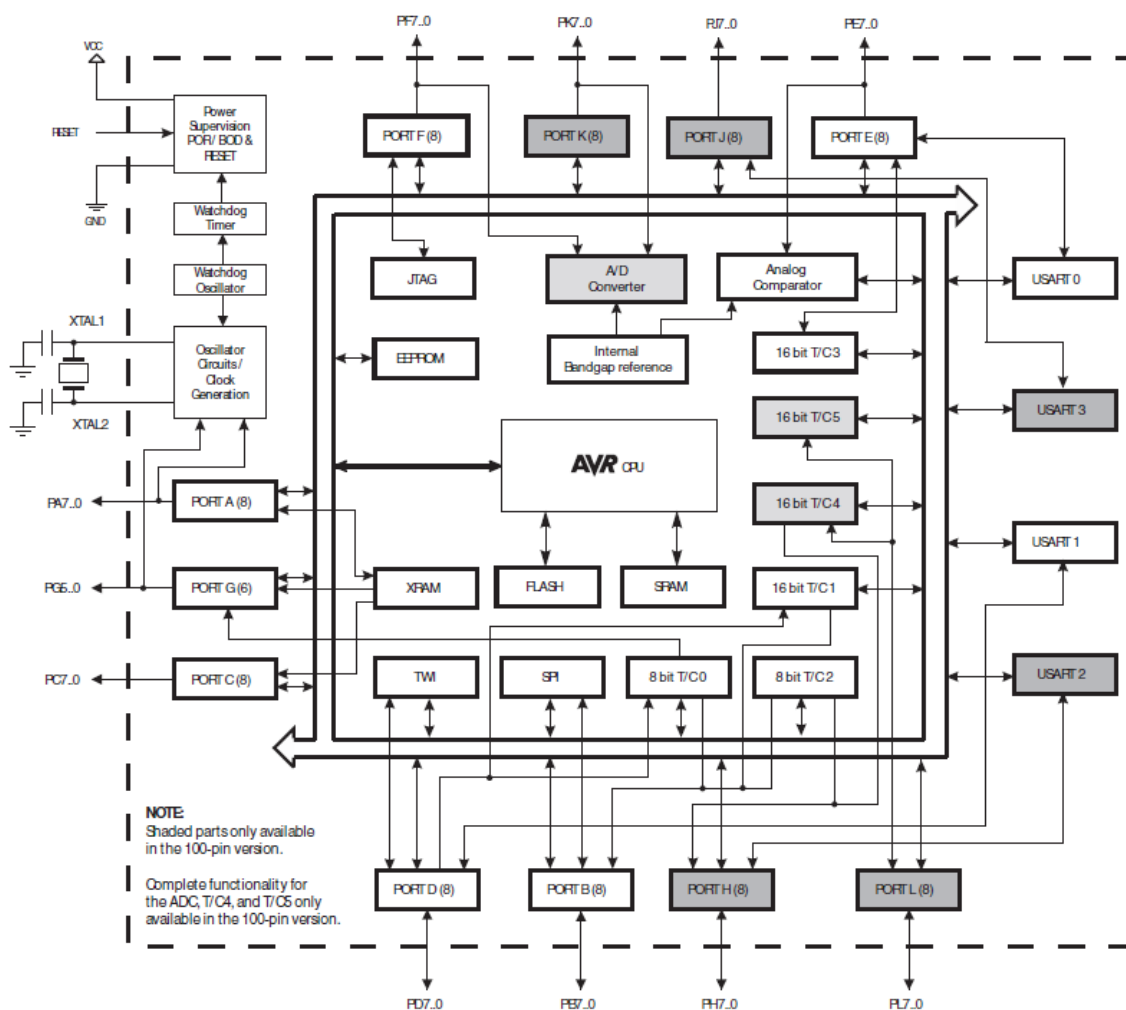 PF7..0
PK7..0
PJ7..0
PE7..0
VCC
RESET
GND
Power
Supervision
POR/ BOD &
RESET
PORT F (8)
PORT K (8)
PORT J (8)
PORT E (8)
Watchdog
Timer
Watchdog
Oscillator
JTAG
A/D
Converter
Analog
Comparator
USART 0
XTAL1
Oscillator
Circuits /
Clock
Generation
XTAL2
EEPROM
Internal
Bandgap reference
16 bit T/C3
16 bit T/C5
USART 3
AVR CPU
PA7..0
PORT A (8)
16 bit T/C4
USART 1
PG5..0
PORT G (6)
XRAM
FLASH
SRAM
16 bit T/C1
PC7..0
PORT C (8)
TWI
SPI
8 bit T/C0
8 bit T/C2
USART 2
NOTE:
Shaded parts only available
in the 100-pin version.
Complete functionality for
the ADC, T/C4, and T/C5 only
available in the 100-pin version.
PORT D (8)
PORT B (8)
PORT H (8)
PORT L (8)
PD7..0
PB7..0
PH7..0
PL7..0